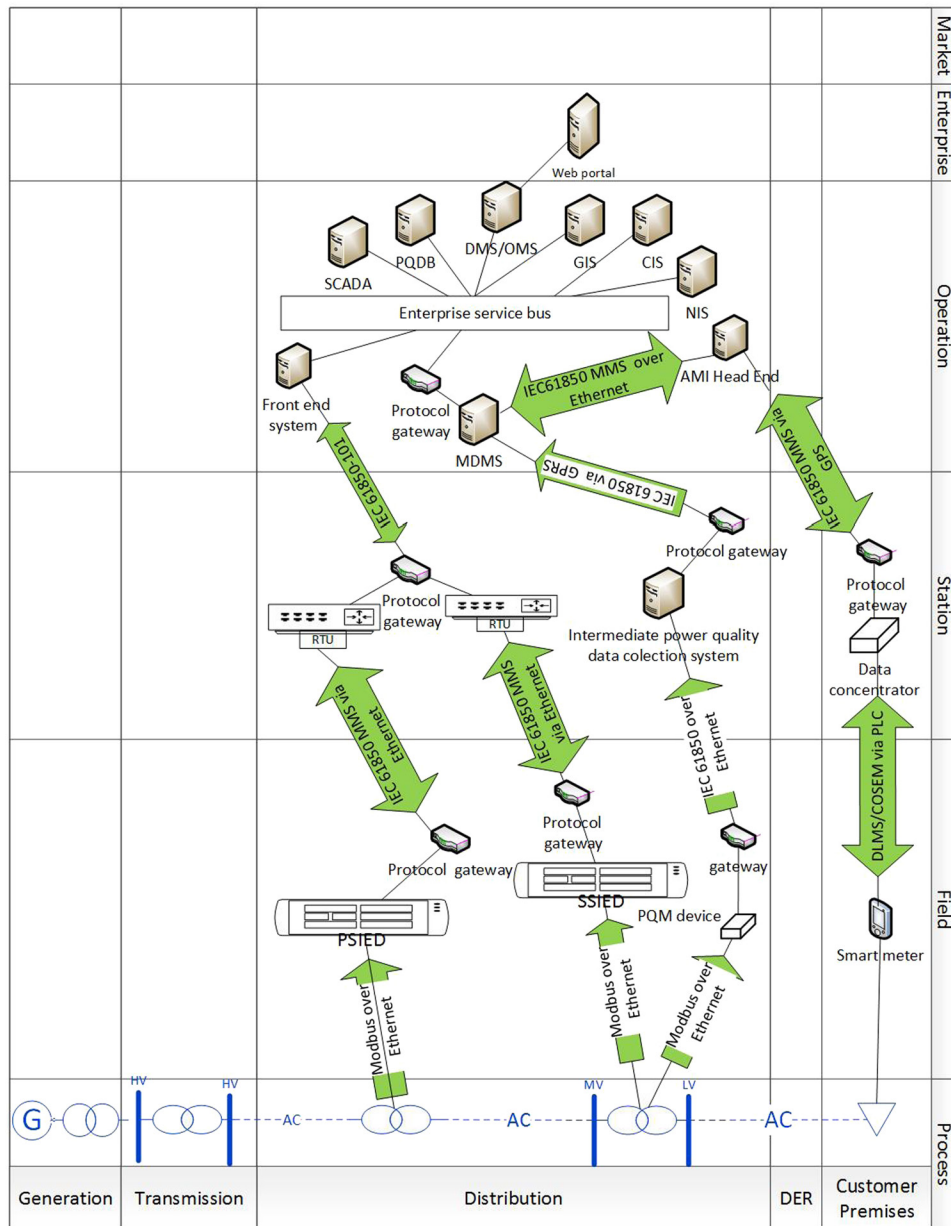 Market
Enterprise
Web portal
Operation
SCADA
PQDB
DMS/OMS
GIS
CIS
NIS
Enterprise service bus
Front end
system
Protocol
gateway
MDMS
IEC61850 MMS over
Ethernet
AMI Head End
IEC 61850-101
IEC 61850 via GPRS
IEC 61850 MMS via
GPS
Station
Protocol
gateway
RTU
RTU
Protocol gateway
Intermediate power quality
data colection system
Protocol
gateway
Data
concentrator
IEC 61850 MMS via
Ethernet
IEC 61850 MMS
via Ethernet
IEC 61850 over
Ethernet
DLMS/COSEM via PLC
Field
Protocol gateway
PSIED
Protocol
gateway
SSIED
gateway
PQM device
Smart meter
Modbus over
Ethernet
Modbus over
Ethernet
Modbus over
Ethernet
Process
G
HV
HV
AC
AC
MV
LV
AC
Generation
Transmission
Distribution
DER
Customer
Premises